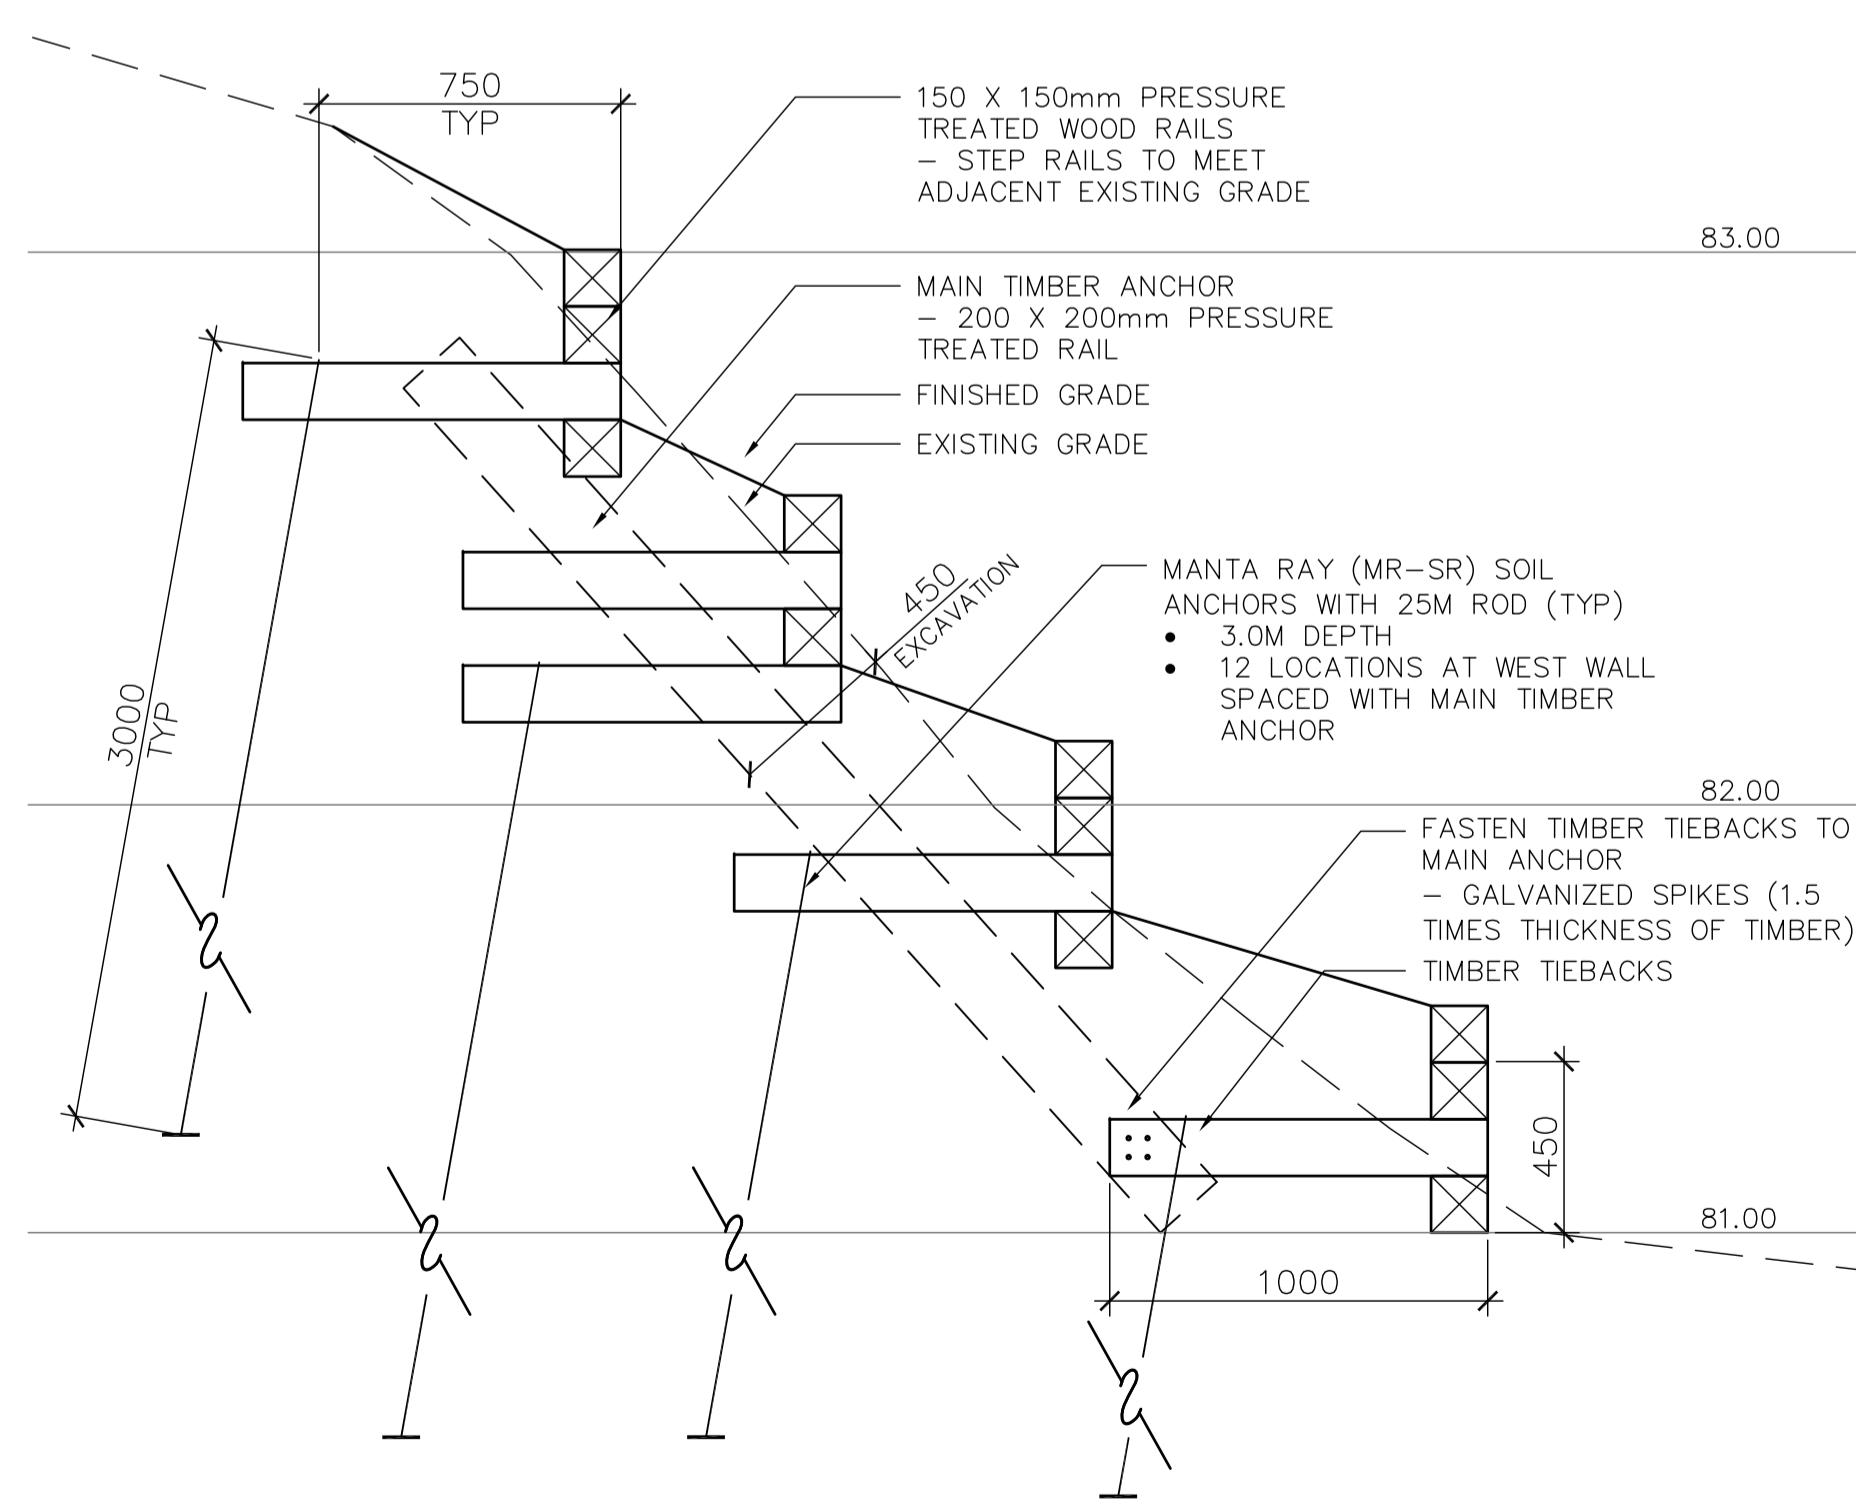 750
TYP
150 X 150mm PRESSURE
TREATED WOOD RAILS
– STEP RAILS TO MEET
ADJACENT EXISTING GRADE
83.00
MAIN TIMBER ANCHOR
– 200 X 200mm PRESSURE
TREATED RAIL
FINISHED GRADE
EXISTING GRADE
450
EXCAVATION
MANTA RAY (MR–SR) SOIL
ANCHORS WITH 25M ROD (TYP)
• 3.0M DEPTH
• 12 LOCATIONS AT WEST WALL
SPACED WITH MAIN TIMBER
ANCHOR
3000
TYP
82.00
FASTEN TIMBER TIEBACKS TO
MAIN ANCHOR
– GALVANIZED SPIKES (1.5
TIMES THICKNESS OF TIMBER)
TIMBER TIEBACKS
450
81.00
1000